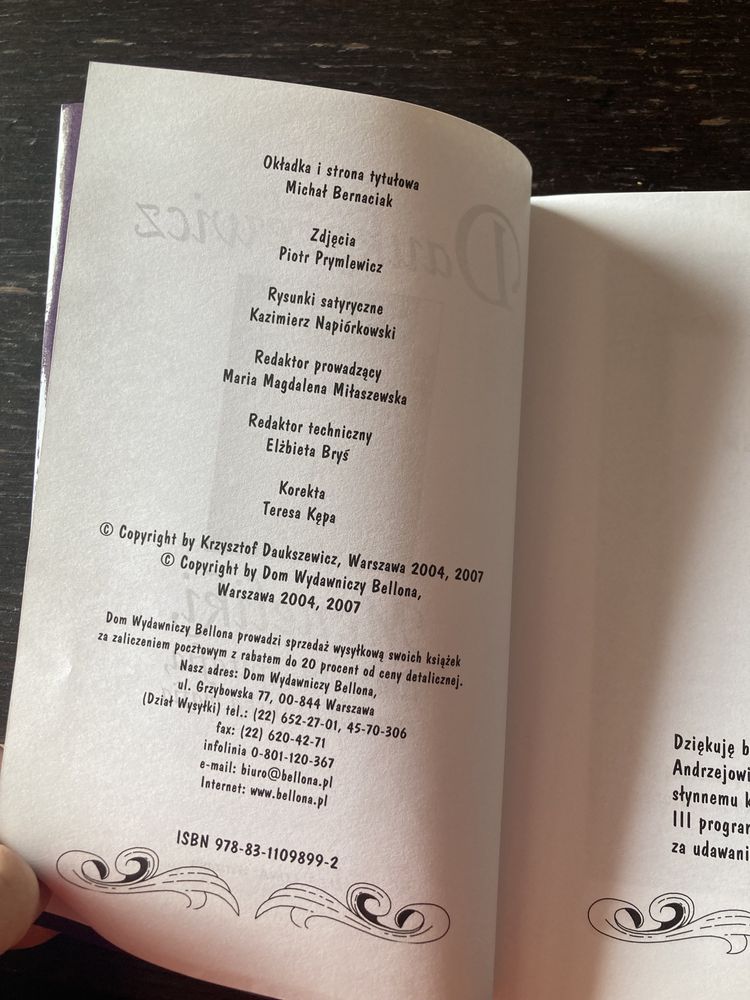 Okładka i strona tytułowa
Michał Bernaciak
Zdjęcia
Piotr Prymlewicz
Rysunki satyryczne
Kazimierz Napiórkowski
Redaktor prowadzący
Maria Magdalena Miłaszewska
Redaktor techniczny
Elżbieta Bryś
Korekta
Teresa Kępa
© Copyright by Krzysztof Daukszewicz, Warszawa 2004, 2007
© Copyright by Dom Wydawniczy Bellona,
Warszawa 2004, 2007
Dom Wydawniczy Bellona prowadzi sprzedaż wysyłkową swoich książek
za zaliczeniem pocztowym z rabatem do 20 procent od ceny detalicznej.
Nasz adres: Dom Wydawniczy Bellona,
ul. Grzybowska 77, 00-844 Warszawa
(Dział Wysyłki) tel.: (22) 652-27-01, 45-70-306
fax: (22) 620-42-71
infolinia 0-801-120-367
e-mail: biuro@bellona.pl
Internet: www.bellona.pl
ISBN 978-83-1109899-2
Dziękuję b
Andrzejowi
słynnemu k
III program
za udawani